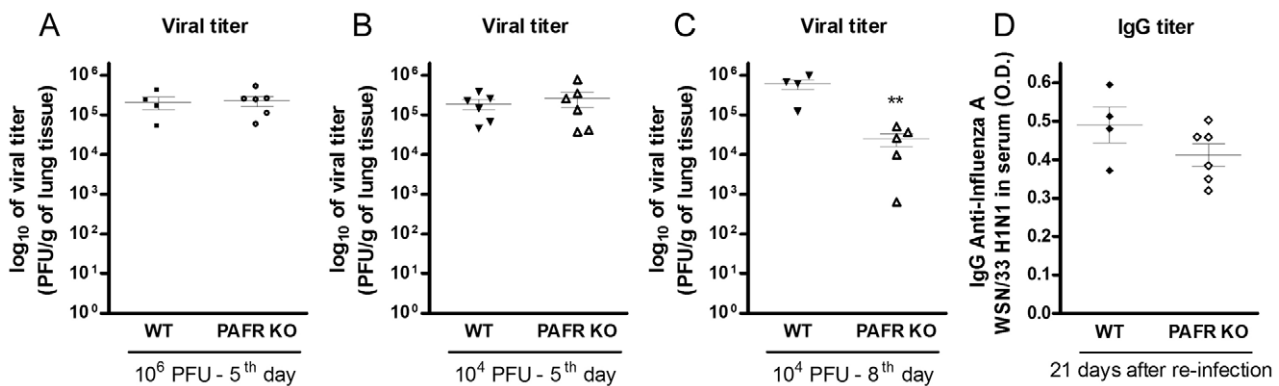 A
Viral titer
log10 of viral titer
(PFU/g of lung tissue)
10^6
10^5
10^4
10^3
10^2
10^1
10^0
WT
PAFR KO
10^6 PFU - 5^th day
B
Viral titer
log10 of viral titer
(PFU/g of lung tissue)
10^6
10^5
10^4
10^3
10^2
10^1
10^0
WT
PAFR KO
10^4 PFU - 5^th day
C
Viral titer
log10 of viral titer
(PFU/g of lung tissue)
10^6
10^5
10^4
10^3
10^2
10^1
10^0
**
WT
PAFR KO
10^4 PFU - 8^th day
D
IgG titer
IgG Anti-Influenza A
WSN/33 H1N1 in serum (O.D.)
0.6
0.5
0.4
0.3
0.2
0.1
0.0
WT
PAFR KO
21 days after re-infection